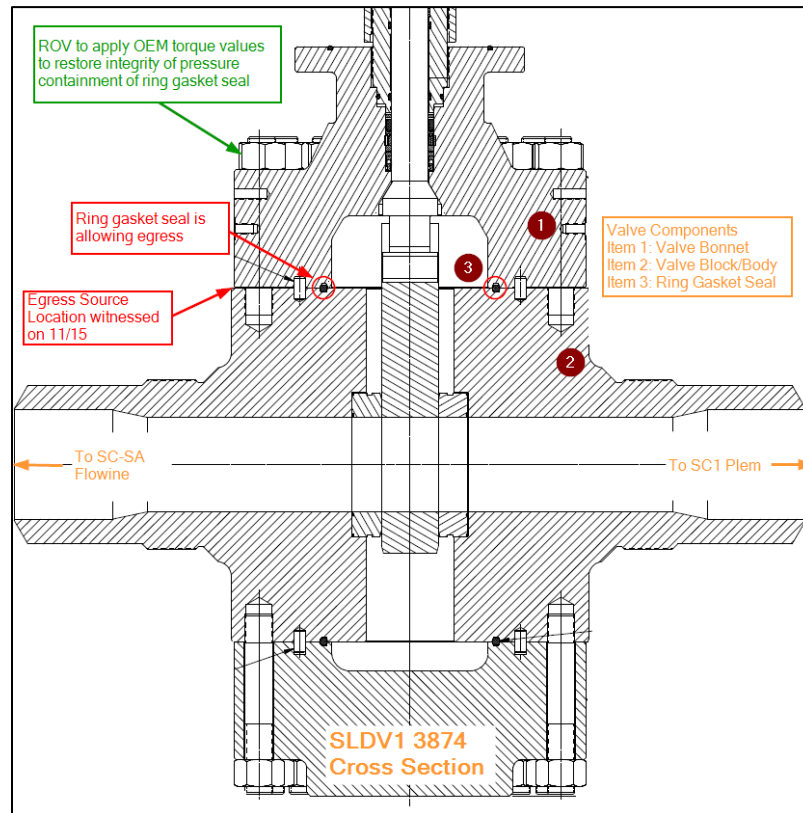 ROV to apply OEM torque values
to restore integrity of pressure
containment of ring gasket seal
Ring gasket seal is
allowing egress
Egress Source
Location witnessed
on 11/15
1
Valve Components
Item 1: Valve Bonnet
Item 2: Valve Block/Body
Item 3: Ring Gasket Seal
3
2
To SC-SA
Flowine
To SC1 Plem
SLDV1 3874
Cross Section